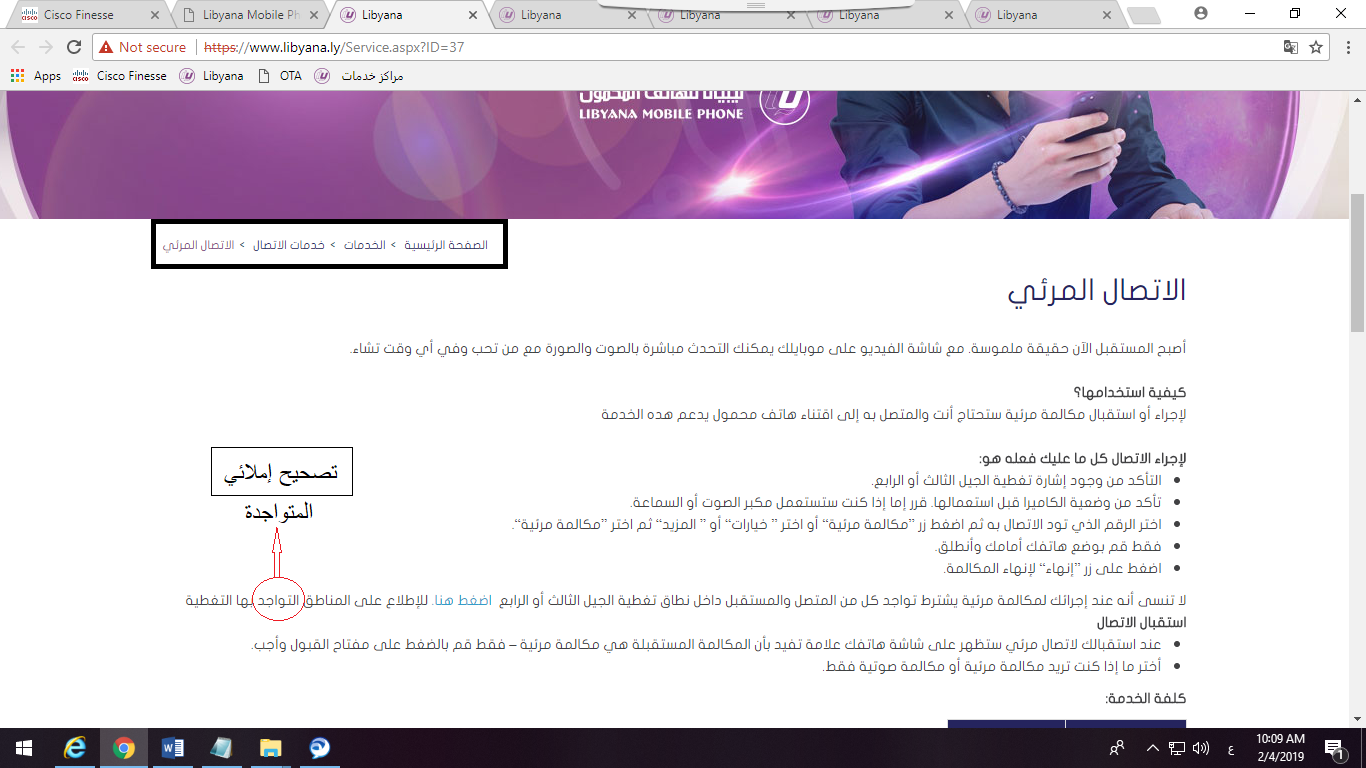 Cisco Finesse
Libyana Mobile Ph
Libyana
Libyana
Libyana
Libyana
Libyana
Not secure
https://www.libyana.ly/Service.aspx?ID=37
Apps
Cisco Finesse
Libyana
OTA
مراكز خدمات
ليبيانا للهاتف المحمول
LIBYANA MOBILE PHONE
الصفحة الرئيسية > الخدمات > خدمات الاتصال > الاتصال المرئي
الاتصال المرئي
أصبح المستقبل الآن حقيقة ملموسة. مع شاشة الفيديو على موبايلك يمكنك التحدث مباشرة بالصوت والصورة مع من تحب وفي أي وقت تشاء.
كيفية استخدامها؟
لإجراء أو استقبال مكالمة مرئية ستحتاج أنت والمتصل به إلى اقتناء هاتف محمول يدعم هده الخدمة
لإجراء الاتصال كل ما عليك فعله هو:
التأكد من وجود إشارة تغطية الجيل الثالث أو الرابع.
تأكد من وضعية الكاميرا قبل استعمالها. قرر إما إذا كنت ستستعمل مكبر الصوت أو السماعة.
اختر الرقم الذي تود الاتصال به ثم اضغط زر ”مكالمة مرئية“ أو اختر ” خيارات“ أو ” المزيد“ ثم اختر ”مكالمة مرئية“.
فقط قم بوضع هاتفك أمامك وأنطلق.
اضغط على زر ”إنهاء“ لإنهاء المكالمة.
تصحيح إملائي
المتواجدة
لا تنسى أنه عند إجرائك لمكالمة مرئية يشترط تواجد كل من المتصل والمستقبل داخل نطاق تغطية الجيل الثالث أو الرابع اضغط هنا. للإطلاع على المناطق التواجد بها التغطية
استقبال الاتصال
عند استقبالك لاتصال مرئي ستظهر على شاشة هاتفك علامة تفيد بأن المكالمة المستقبلة هي مكالمة مرئية – فقط قم بالضغط على مفتاح القبول وأجب.
أختر ما إذا كنت تريد مكالمة مرئية أو مكالمة صوتية فقط.
كلفة الخدمة:
ع
10:09 AM
2/4/2019
1